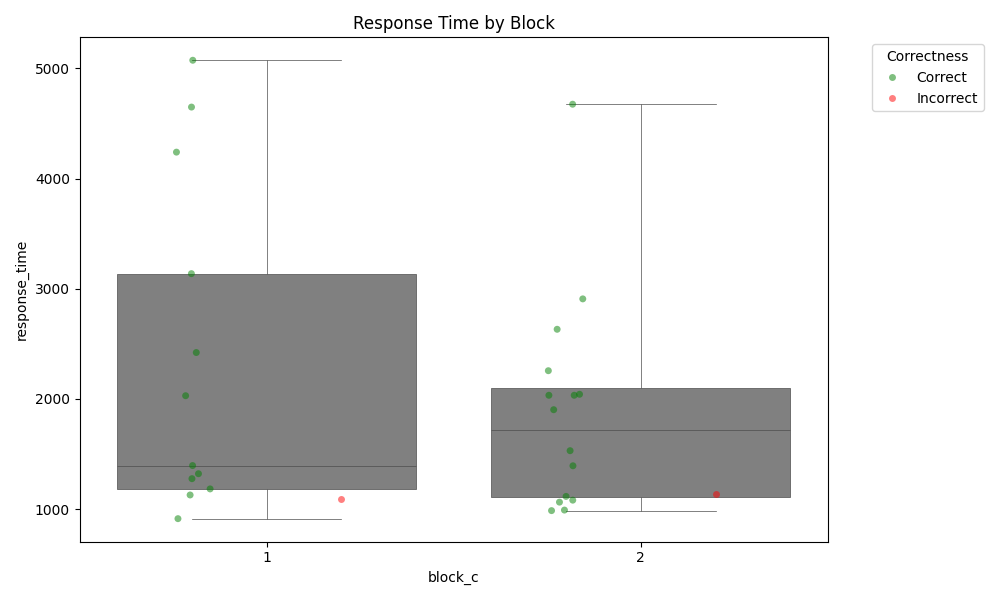 Response Time by Block
Correctness
Correct
Incorrect
response_time
5000
4000
3000
2000
1000
1
2
block_c